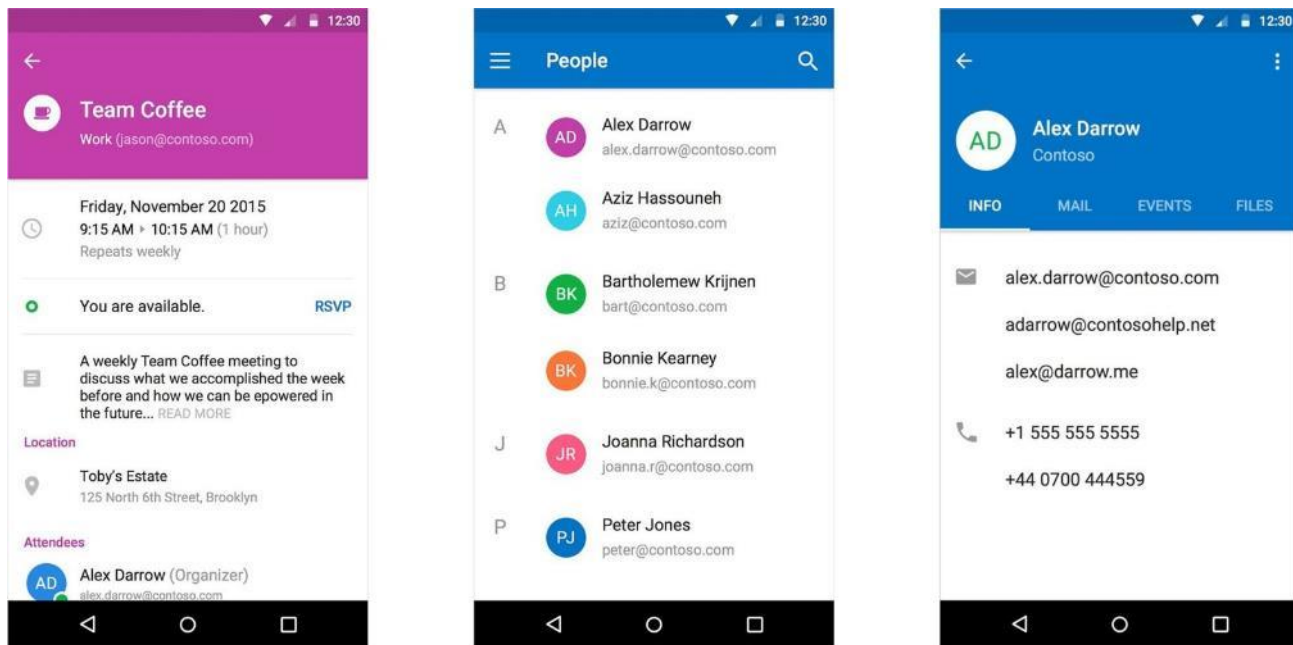 12:30
Team Coffee
Work (jason@contoso.com)
Friday, November 20 2015
9:15 AM ▸ 10:15 AM (1 hour)
Repeats weekly
You are available. RSVP
A weekly Team Coffee meeting to
discuss what we accomplished the week
before and how we can be epowered in
the future... READ MORE
Location
Toby's Estate
125 North 6th Street, Brooklyn
Attendees
AD Alex Darrow (Organizer)
alex.darrow@contoso.com
12:30
People
A
AD Alex Darrow
alex.darrow@contoso.com
AH Aziz Hassouneh
aziz@contoso.com
B
BK Bartholemew Krijnen
bart@contoso.com
BK Bonnie Kearney
bonnie.k@contoso.com
J
JR Joanna Richardson
joanna.r@contoso.com
P
PJ Peter Jones
peter@contoso.com
12:30
AD Alex Darrow
Contoso
INFO MAIL EVENTS FILES
alex.darrow@contoso.com
adarrow@contosohelp.net
alex@darrow.me
+1 555 555 5555
+44 0700 444559